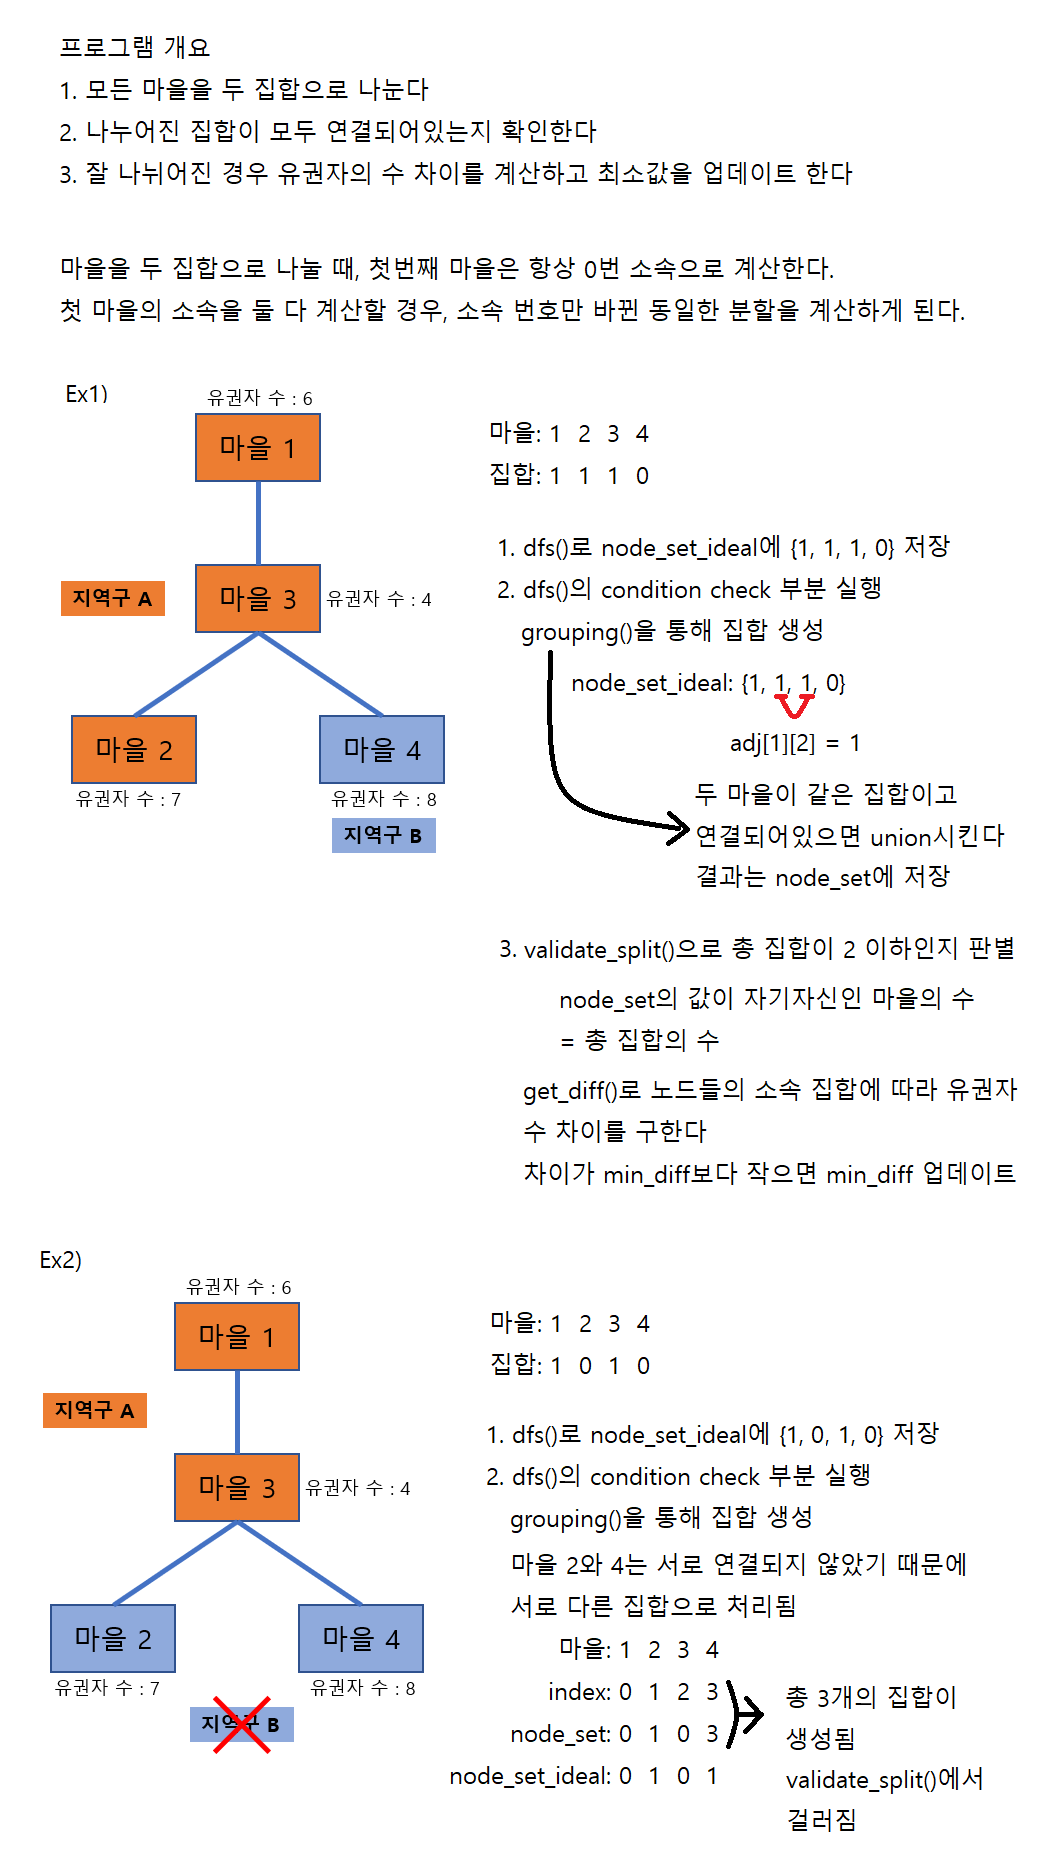 프로그램 개요
1. 모든 마을을 두 집합으로 나눈다
2. 나누어진 집합이 모두 연결되어있는지 확인한다
3. 잘 나뉘어진 경우 유권자의 수 차이를 계산하고 최소값을 업데이트 한다
마을을 두 집합으로 나눌 때, 첫번째 마을은 항상 0번 소속으로 계산한다.
첫 마을의 소속을 둘 다 계산할 경우, 소속 번호만 바뀐 동일한 분할을 계산하게 된다.
Ex1)
유권자 수 : 6
마을 1
지역구 A
마을 3
유권자 수 : 4
마을 2
마을 4
유권자 수 : 7
유권자 수 : 8
지역구 B
마을: 1 2 3 4
집합: 1 1 1 0
1. dfs()로 node_set_ideal에 {1, 1, 1, 0} 저장
2. dfs()의 condition check 부분 실행
grouping()을 통해 집합 생성
node_set_ideal: {1, 1, 1, 0}
adj[1][2] = 1
두 마을이 같은 집합이고
연결되어있으면 union시킨다
결과는 node_set에 저장
3. validate_split()으로 총 집합이 2 이하인지 판별
node_set의 값이 자기자신인 마을의 수
= 총 집합의 수
get_diff()로 노드들의 소속 집합에 따라 유권자
수 차이를 구한다
차이가 min_diff보다 작으면 min_diff 업데이트
Ex2)
유권자 수 : 6
마을 1
지역구 A
마을 3
유권자 수 : 4
마을 2
마을 4
유권자 수 : 7
유권자 수 : 8
지역구 B
마을: 1 2 3 4
집합: 1 0 1 0
1. dfs()로 node_set_ideal에 {1, 0, 1, 0} 저장
2. dfs()의 condition check 부분 실행
grouping()을 통해 집합 생성
마을 2와 4는 서로 연결되지 않았기 때문에
서로 다른 집합으로 처리됨
마을: 1 2 3 4
index: 0 1 2 3
node_set: 0 1 0 3
node_set_ideal: 0 1 0 1
총 3개의 집합이
생성됨
validate_split()에서
걸러짐